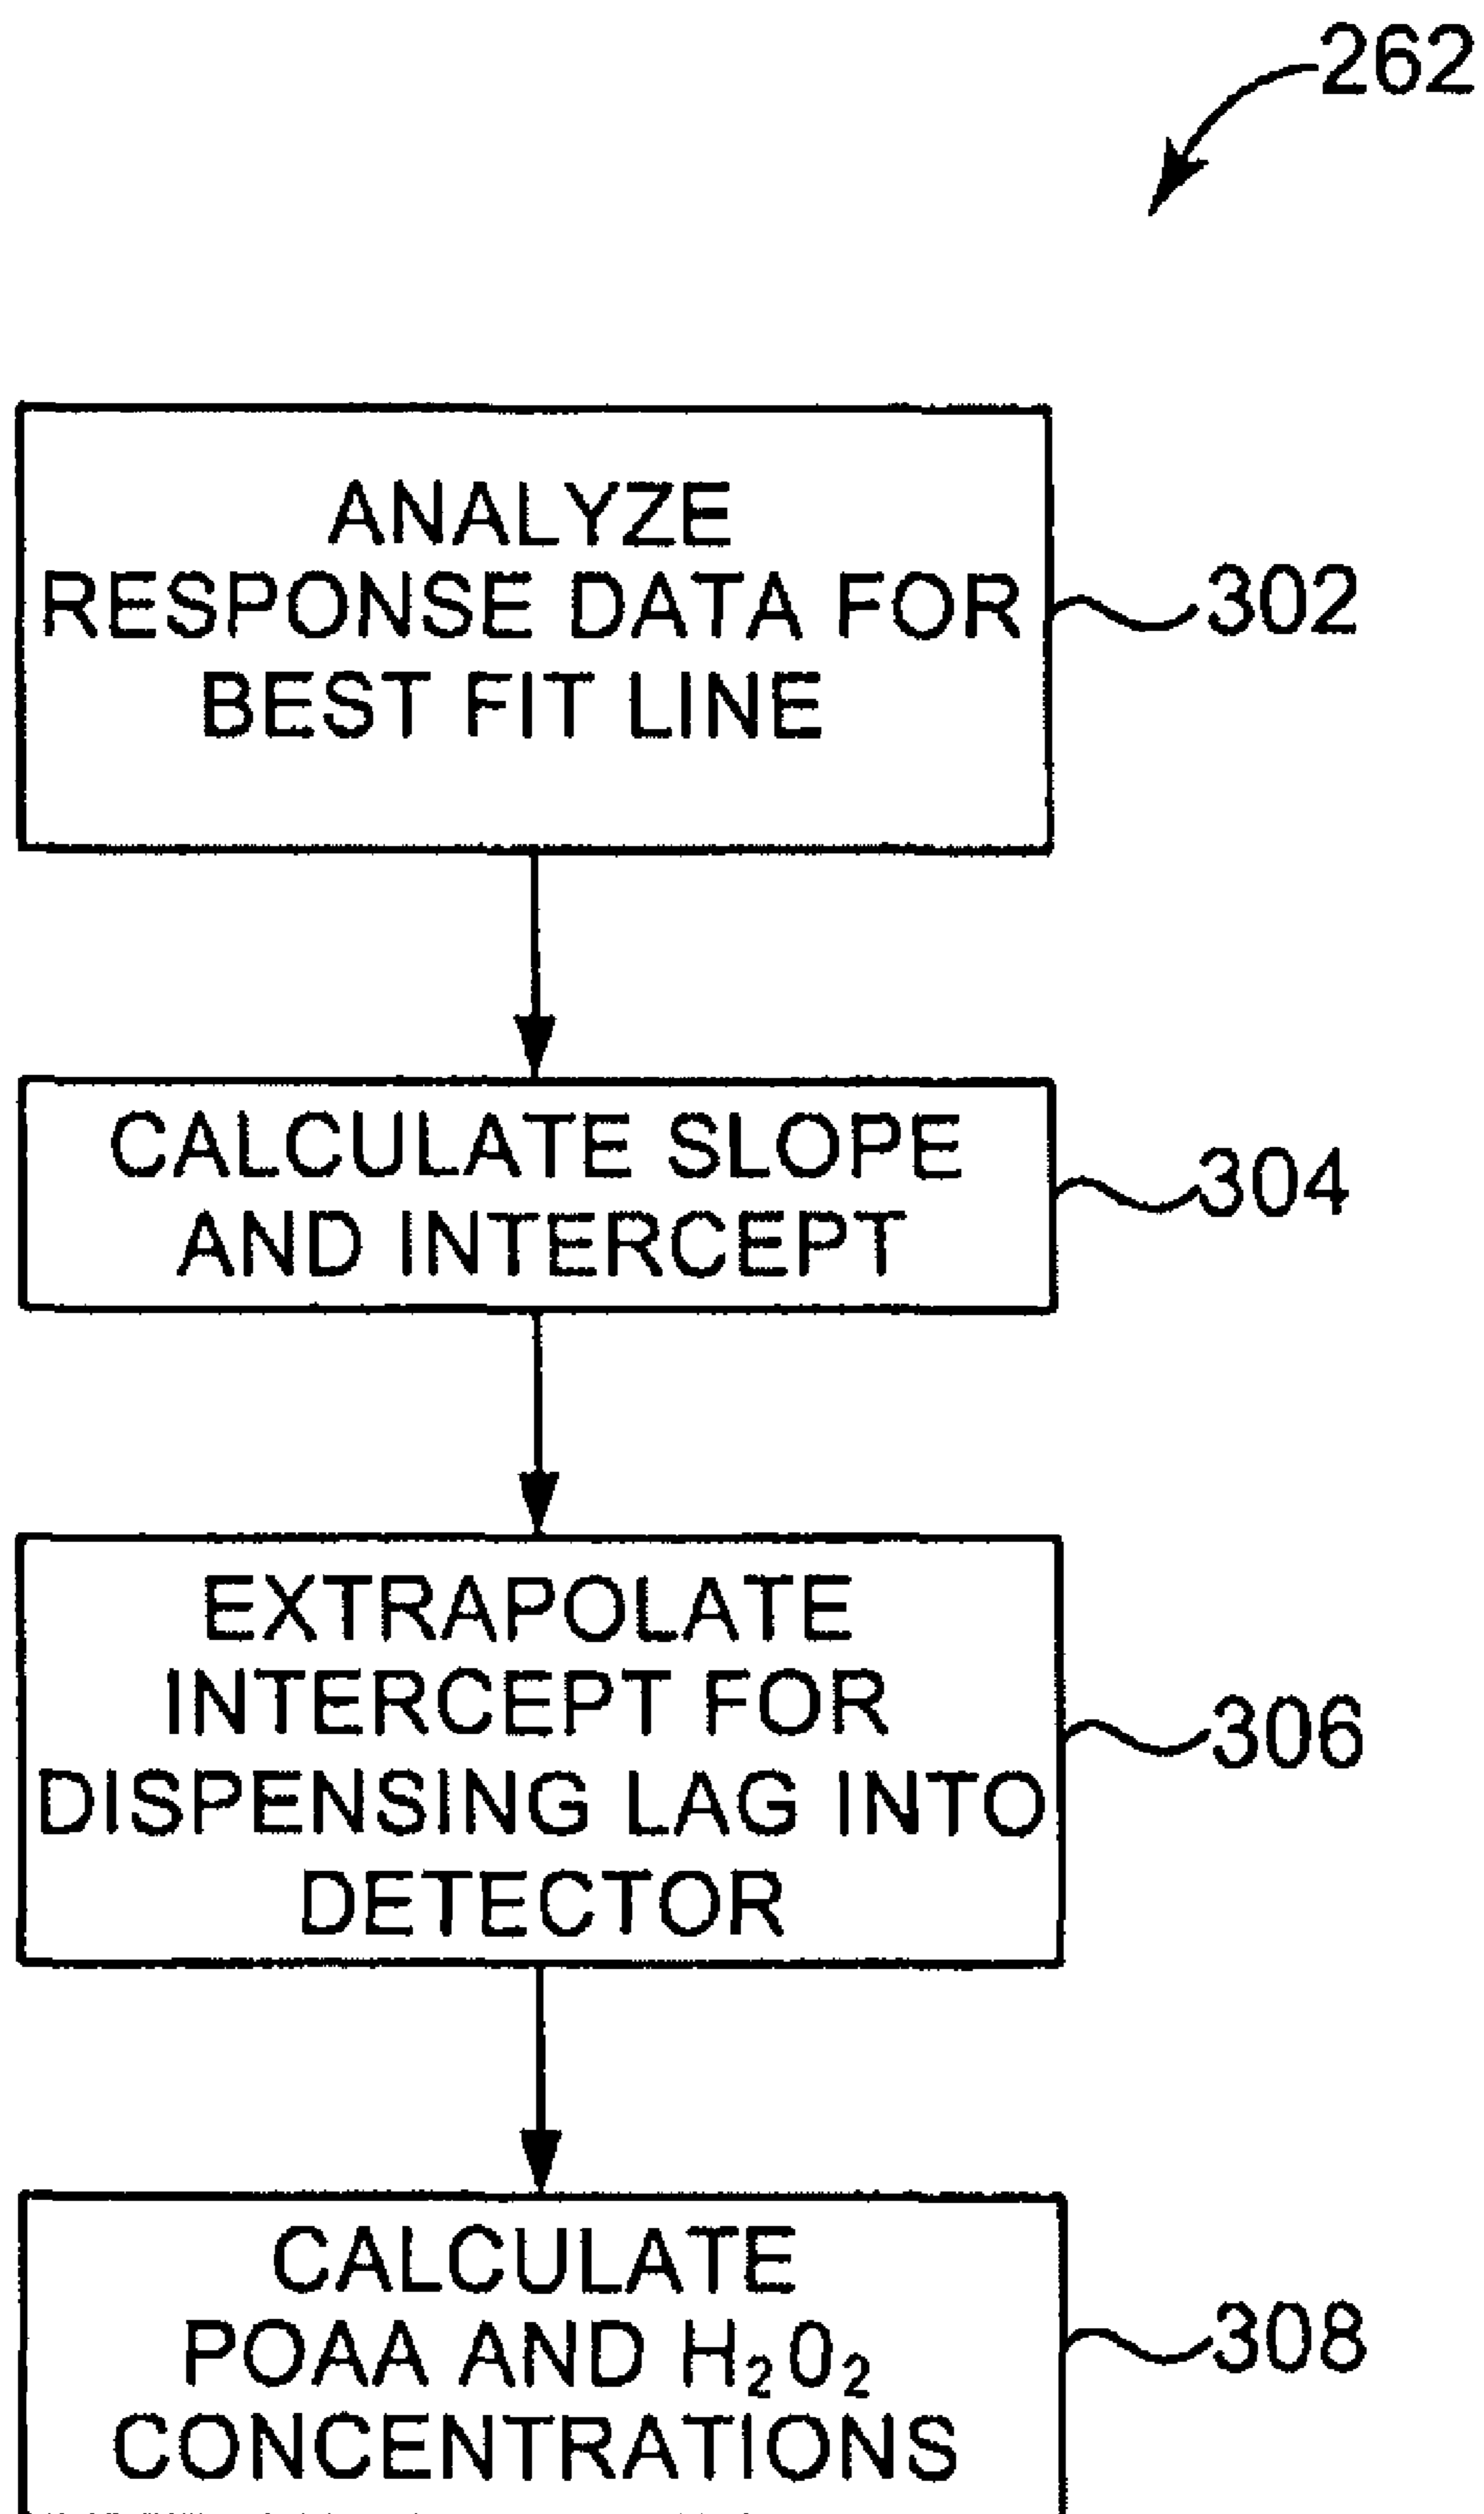 262
ANALYZE
RESPONSE DATA FOR
BEST FIT LINE
302
CALCULATE SLOPE
AND INTERCEPT
304
EXTRAPOLATE
INTERCEPT FOR
DISPENSING LAG INTO
DETECTOR
306
CALCULATE
POAA AND H₂O₂
CONCENTRATIONS
308